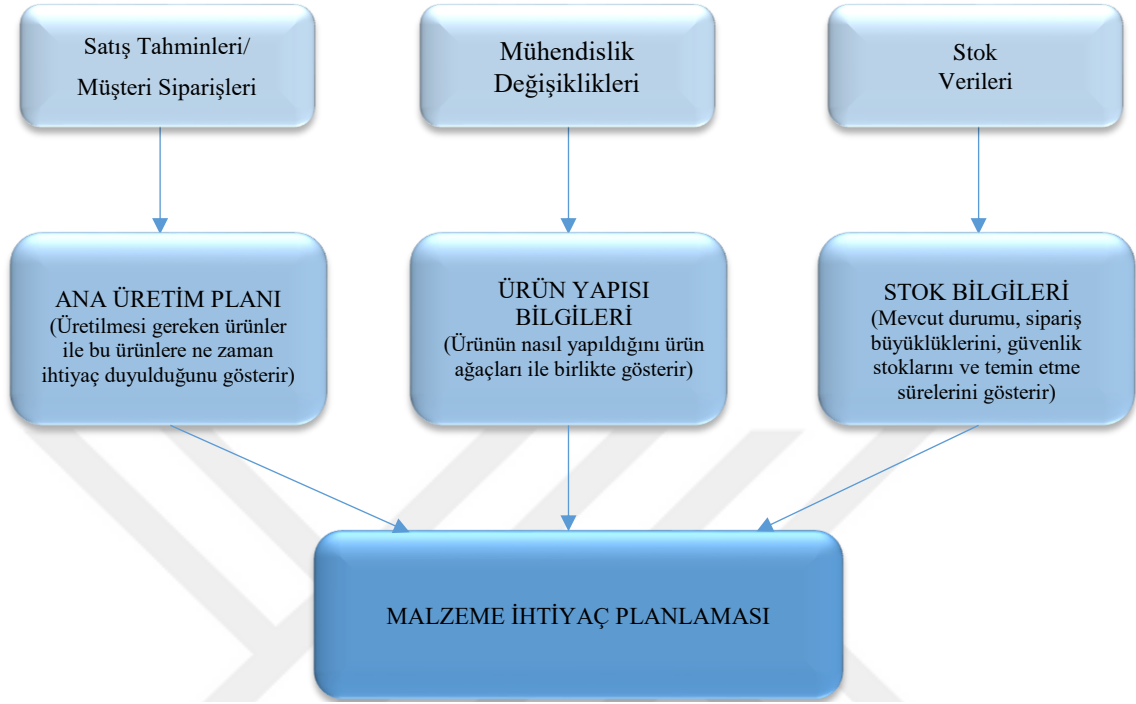 Satış Tahminleri/
Müşteri Siparişleri
Mühendislik
Değişiklikleri
Stok
Verileri
ANA ÜRETİM PLANI
(Üretilmesi gereken ürünler
ile bu ürünlere ne zaman
ihtiyaç duyulduğunu gösterir)
ÜRÜN YAPISI
BİLGİLERİ
(Ürünün nasıl yapıldığını ürün
ağaçları ile birlikte gösterir)
STOK BİLGİLERİ
(Mevcut durumu, sipariş
büyüklüklerini, güvenlik
stoklarını ve temin etme
sürelerini gösterir)
MALZEME İHTİYAÇ PLANLAMASI